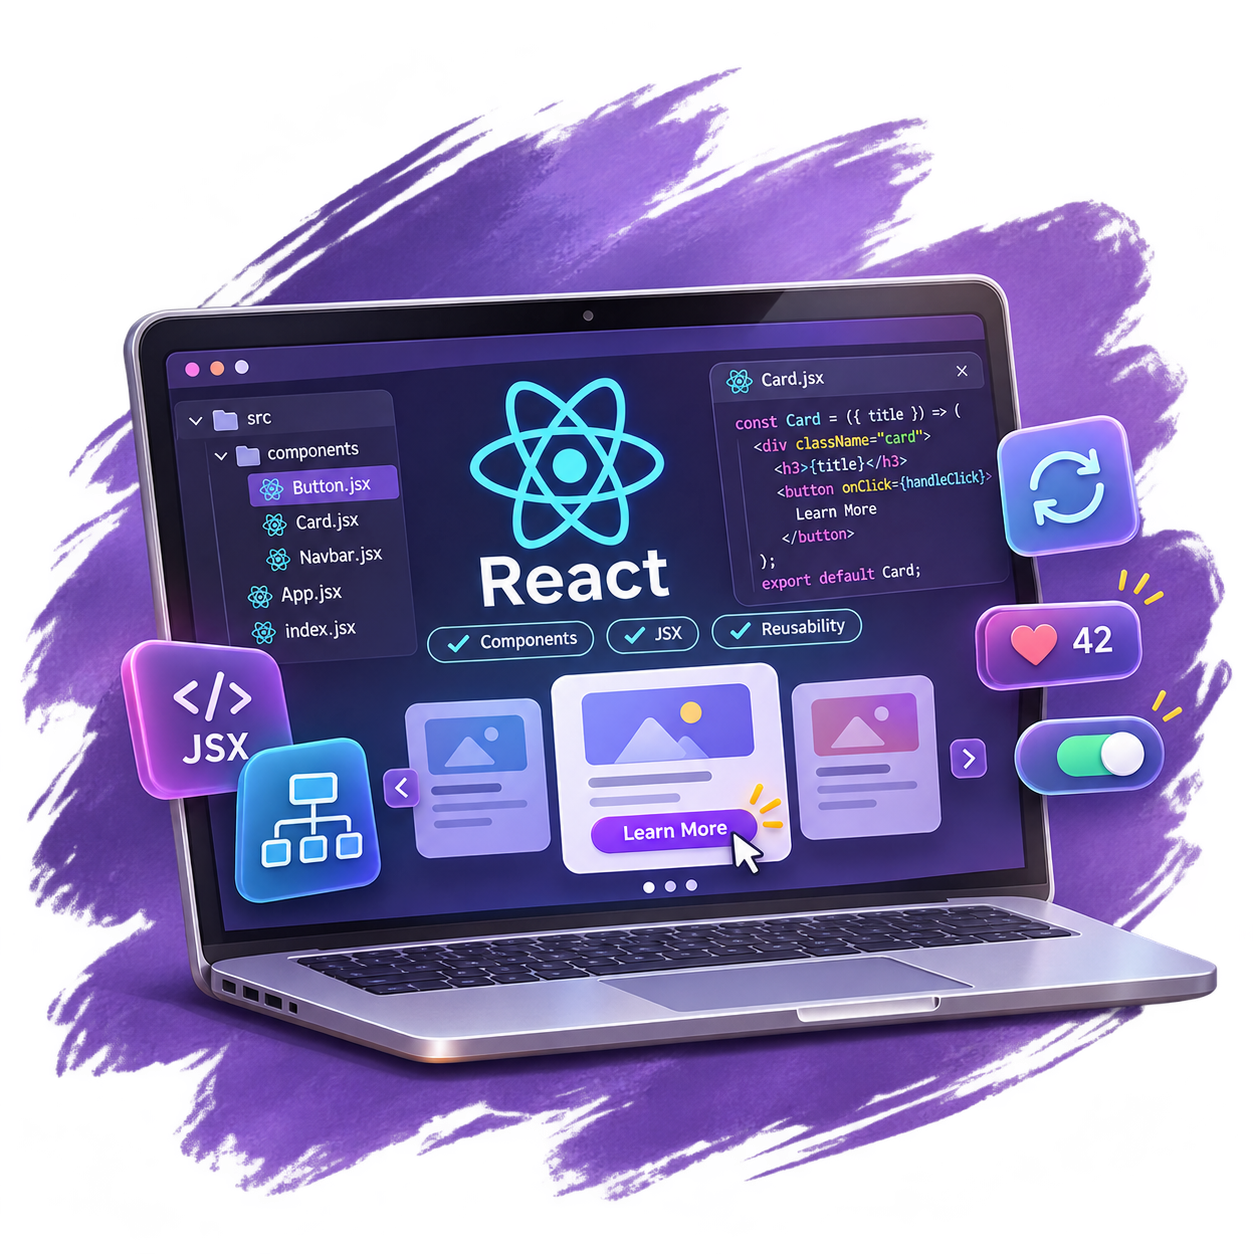 src
components
Button.jsx
Card.jsx
Navbar.jsx
App.jsx
index.jsx
React
Components
JSX
Reusability
Card.jsx
const Card = ({ title }) => (
<div className="card">
<h3>{title}</h3>
<button onClick={handleClick}>
Learn More
</button>
);
export default Card;
</>
JSX
42
Learn More